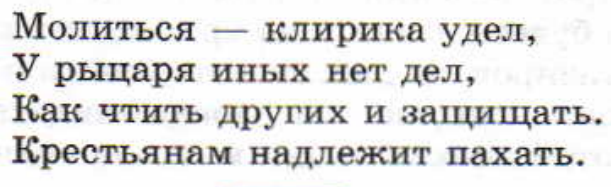 Молиться — клирика удел,
У рыцаря иных нет дел,
Как чтить других и защищать.
Крестьянам надлежит пахать.